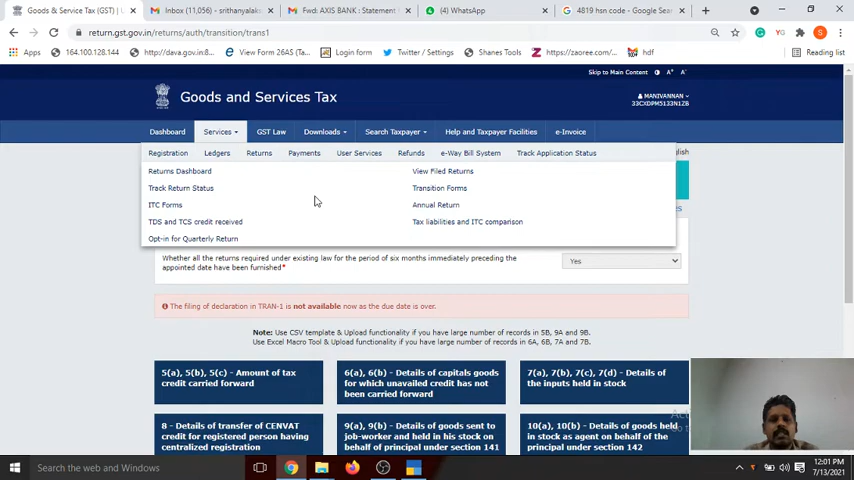 Goods & Services Tax (GST) | L
Inbox (11,056) - srithanyalaks
Fwd: AXIS BANK : Statement
(4) WhatsApp
4819 hsn code - Google Sear
return.gst.gov.in/returns/auth/transition/trans1
Apps
164.100.128.144
http://dava.gov.in/...
View Form 26AS (Ta...
Login form
Twitter / Settings
Shanes Tools
https://zaoree.com/...
hdf
Reading list
Skip to Main Content A+ A-
Goods and Services Tax
MANIVANNAN
33CXDPM5133N1ZB
Dashboard
Services
GST Law
Downloads
Search Taxpayer
Help and Taxpayer Facilities
e-Invoice
Registration
Ledgers
Returns
Payments
User Services
Refunds
e-Way Bill System
Track Application Status
English
Returns Dashboard
View Filed Returns
Track Return Status
Transition Forms
ITC Forms
Annual Return
TDS and TCS credit received
Tax liabilities and ITC comparison
Opt-in for Quarterly Return
Whether all the returns required under existing law for the period of six months immediately preceding the
appointed date have been furnished*
Yes
The filing of declaration in TRAN-1 is not available now as the due date is over.
Note: Use CSV template & Upload functionality if you have large number of records in 5B, 9A and 9B.
Use Excel Macro Tool & Upload functionality if you have large number of records in 6A, 6B, 7A and 7B.
5(a), 5(b), 5(c) - Amount of tax
credit carried forward
6(a), 6(b) - Details of capitals goods
for which unavailed credit has not
been carried forward
7(a), 7(b), 7(c), 7(d) - Details of
the inputs held in stock
8 - Details of transfer of CENVAT
credit for registered person having
centralized registration
9(a), 9(b) - Details of goods sent to
job-worker and held in his stock on
behalf of principal under section 141
10(a), 10(b) - Details of goods held
in stock as agent on behalf of the
principal under section 142
Search the web and Windows
12:01 PM
7/13/2021